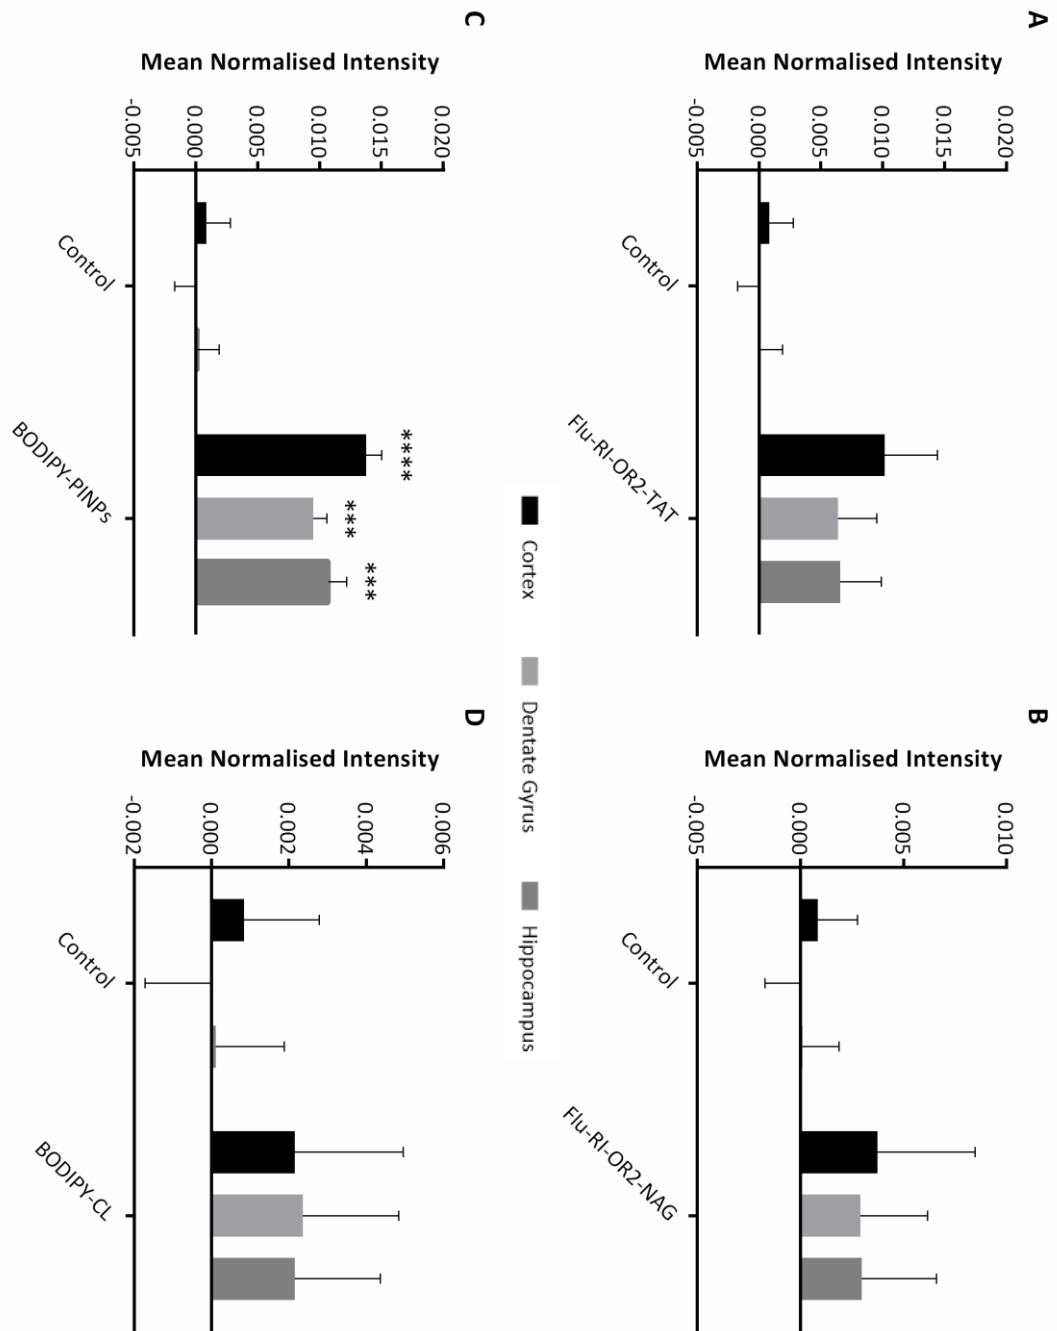 A
Mean Normalised Intensity
0.020
0.015
0.010
0.005
0.000
-0.005
Control
Flu-RI-OR2-TAT
B
Mean Normalised Intensity
0.010
0.005
0.000
-0.005
Control
Flu-RI-OR2-NAG
Cortex
Dentate Gyrus
Hippocampus
C
Mean Normalised Intensity
0.020
0.015
0.010
0.005
0.000
-0.005
****
***
***
Control
BODIPY-PINPs
D
Mean Normalised Intensity
0.006
0.004
0.002
0.000
-0.002
Control
BODIPY-CL